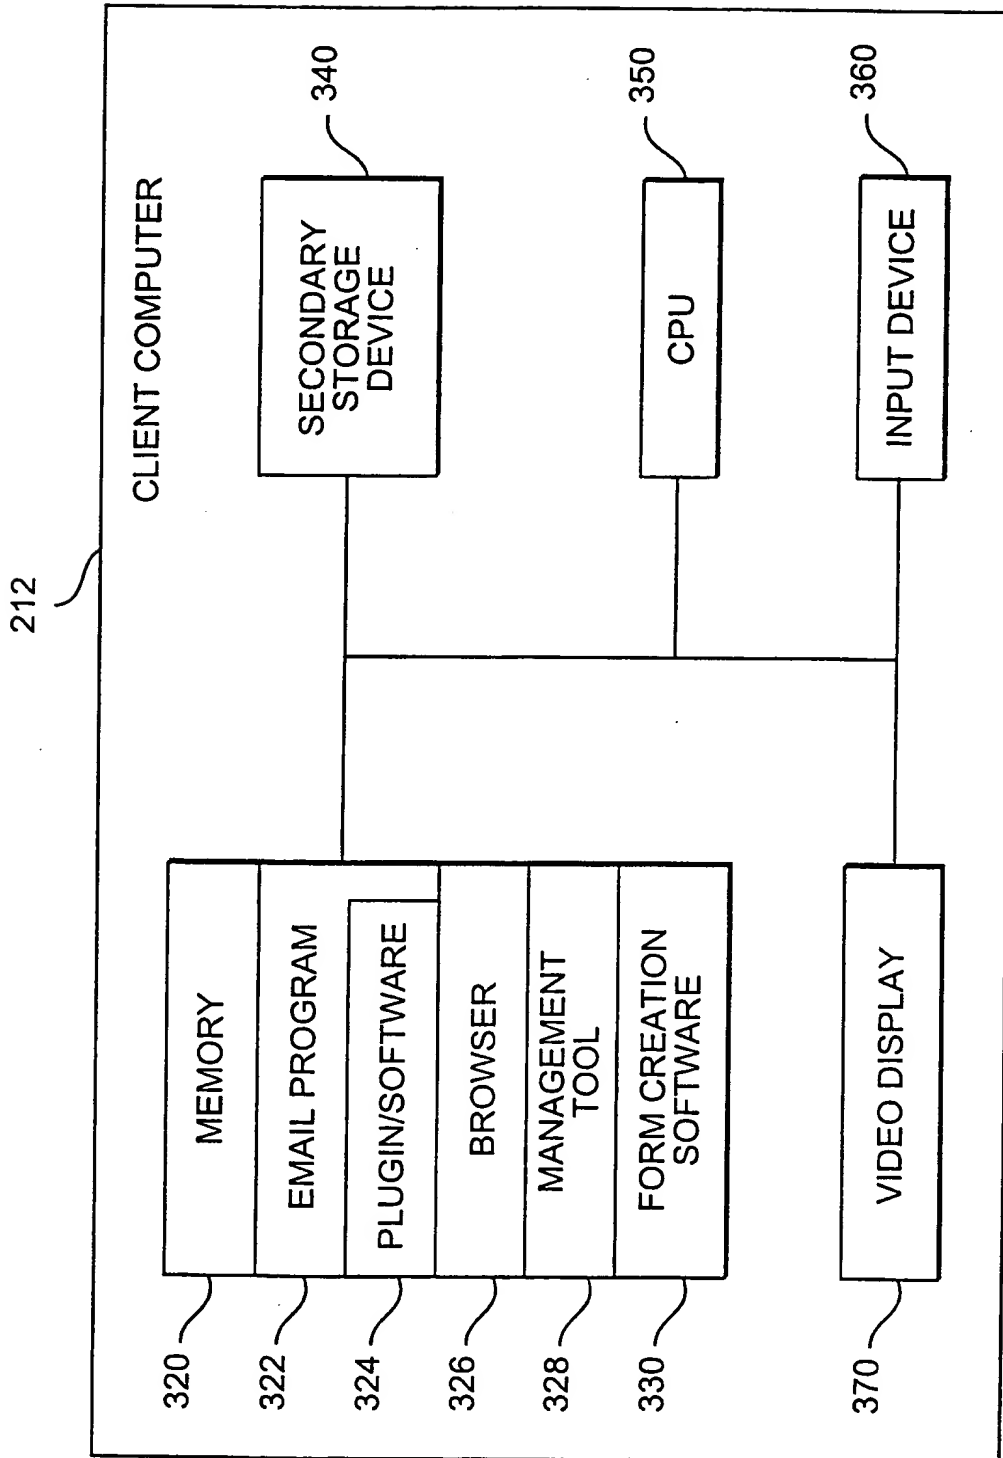 212
CLIENT COMPUTER
320
MEMORY
322
EMAIL PROGRAM
324
PLUGIN/SOFTWARE
326
BROWSER
328
MANAGEMENT
TOOL
330
FORM CREATION
SOFTWARE
370
VIDEO DISPLAY
SECONDARY
STORAGE
DEVICE
340
CPU
350
INPUT DEVICE
360